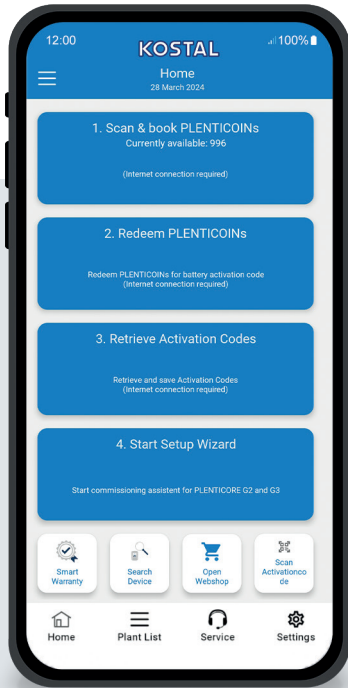 12:00
100%
KOSTAL
Home
28 March 2024
1. Scan & book PLENTICOINs
Currently available: 996
(Internet connection required)
2. Redeem PLENTICOINs
Redeem PLENTICOINs for battery activation code
(Internet connection required)
3. Retrieve Activation Codes
Retrieve and save Activation Codes
(Internet connection required)
4. Start Setup Wizard
Start commissioning assistent for PLENTICORE G2 and G3
Smart
Warranty
Search
Device
Open
Webshop
Scan
Activationco
de
Home
Plant List
Service
Settings